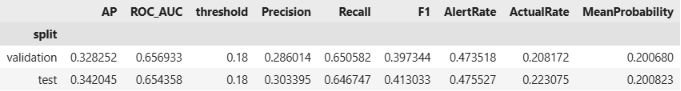 AP ROC_AUC threshold Precision Recall F1 AlertRate ActualRate MeanProbability
split
validation 0.328252 0.656933 0.18 0.286014 0.650582 0.397344 0.473518 0.208172 0.200680
test 0.342045 0.654358 0.18 0.303395 0.646747 0.413033 0.475527 0.223075 0.200823